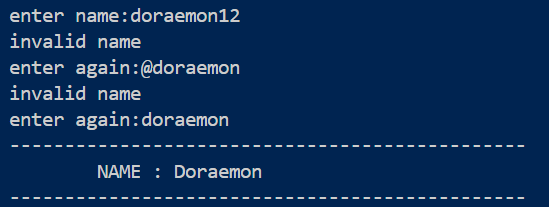 enter name:doraemon12
invalid name
enter again:@doraemon
invalid name
enter again:doraemon
-----------------------------------------------
        NAME : Doraemon
-----------------------------------------------